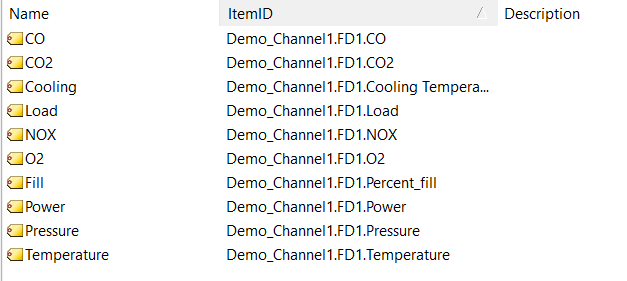 Name ItemID Description
CO Demo_Channel1.FD1.CO
CO2 Demo_Channel1.FD1.CO2
Cooling Demo_Channel1.FD1.Cooling Tempera...
Load Demo_Channel1.FD1.Load
NOX Demo_Channel1.FD1.NOX
O2 Demo_Channel1.FD1.O2
Fill Demo_Channel1.FD1.Percent_fill
Power Demo_Channel1.FD1.Power
Pressure Demo_Channel1.FD1.Pressure
Temperature Demo_Channel1.FD1.Temperature